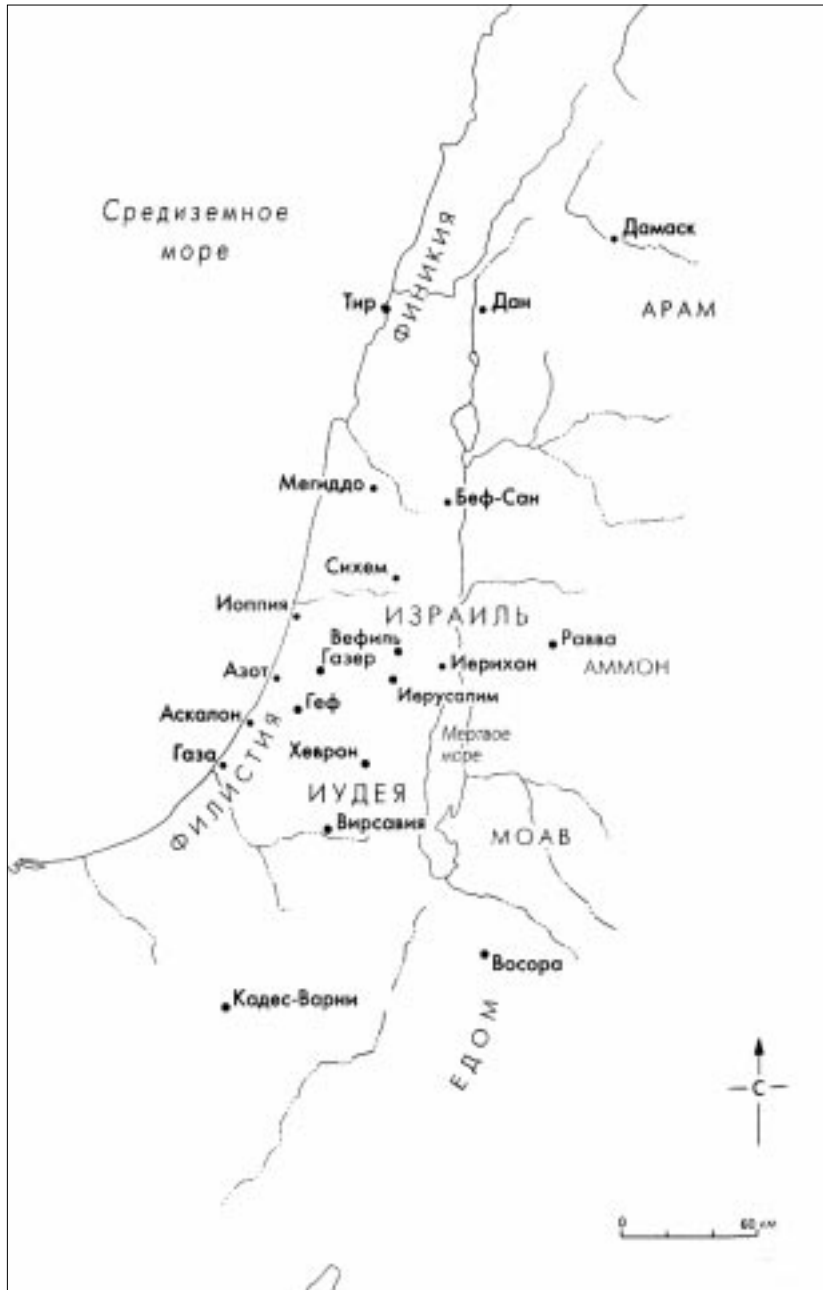 Средиземное
море
ФИНИКИЯ
Дамаск
Тир
Дан
АРАМ
Мегиддо
Беф-Сан
Сихем
Иоппия
ИЗРАИЛЬ
Вефиль
Равва
Газер
Иерихон
АММОН
Азот
Иерусалим
Геф
Аскалон
Мертвое
море
Газа
Хеврон
ФИЛИСТИЯ
ИУДЕЯ
Вирсавия
МОАВ
Восора
Кадес-Варни
ЕДОМ
С
0 60 км